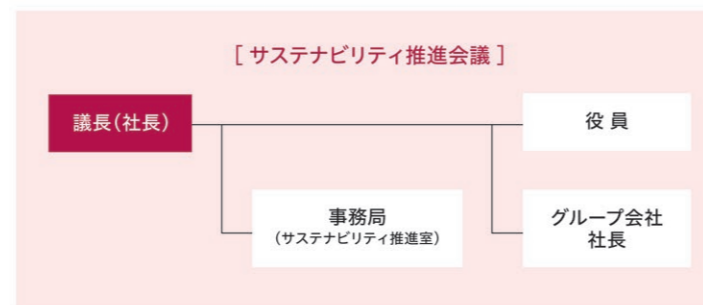 [ サステナビリティ推進会議 ]
議長(社長)
役 員
事務局
(サステナビリティ推進室)
グループ会社
社長